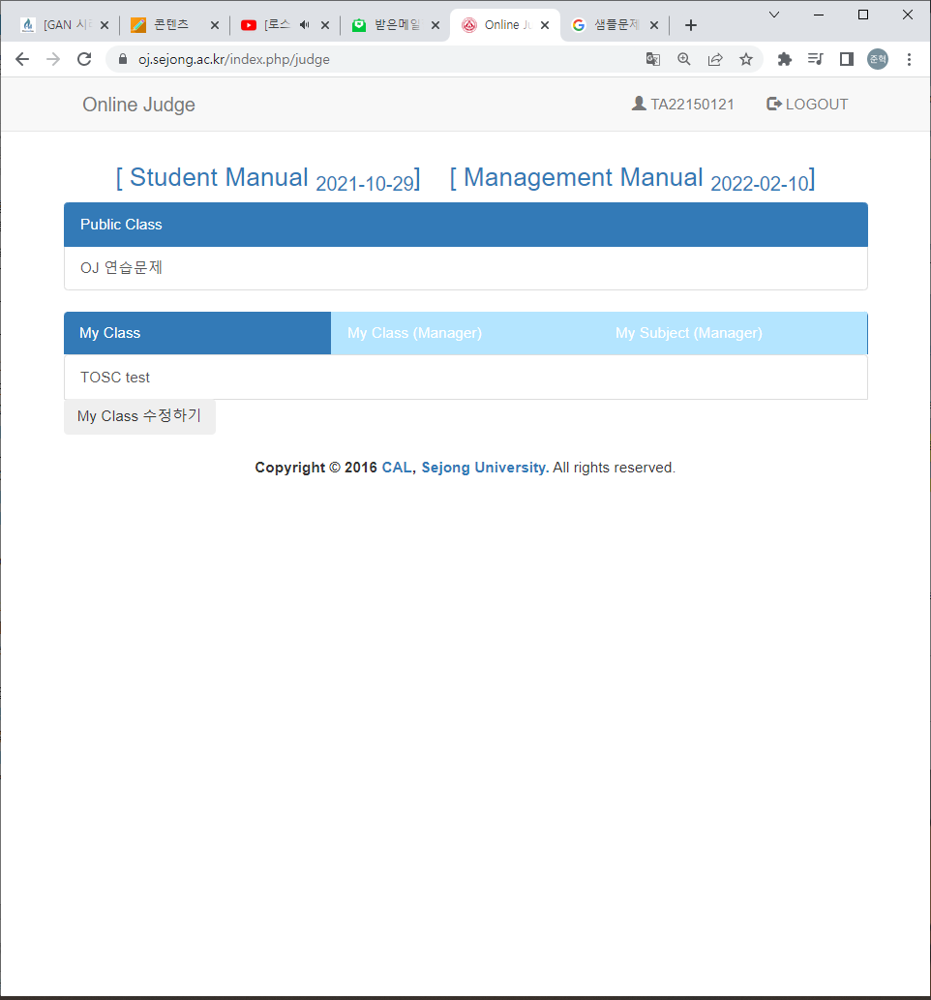 [GAN 시
콘텐츠
[로스
받은메일
Online Ju
샘플문제
oj.sejong.ac.kr/index.php/judge
준혁
Online Judge
TA22150121
LOGOUT
[ Student Manual 2021-10-29]
[ Management Manual 2022-02-10]
Public Class
OJ 연습문제
My Class
My Class (Manager)
My Subject (Manager)
TOSC test
My Class 수정하기
Copyright © 2016 CAL, Sejong University. All rights reserved.